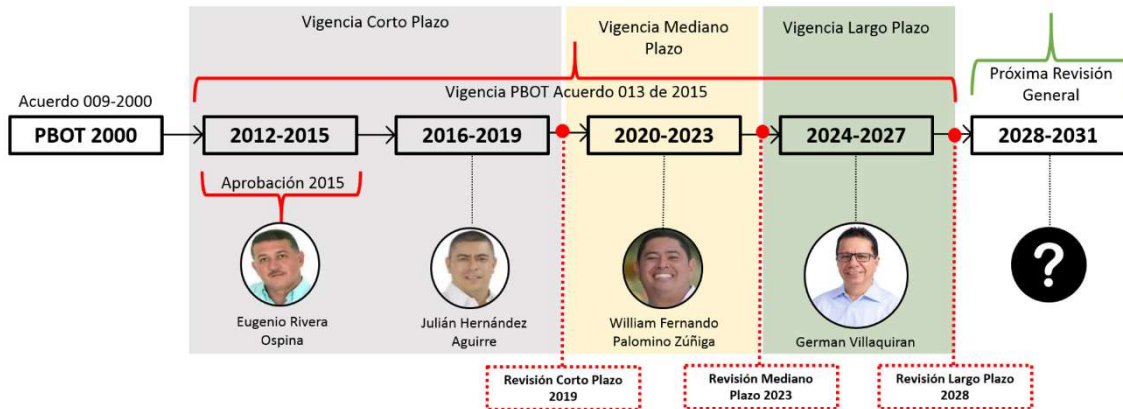 Vigencia Corto Plazo
Vigencia Mediano
Plazo
Vigencia Largo Plazo
Próxima Revisión
General
Acuerdo 009-2000
Vigencia PBOT Acuerdo 013 de 2015
PBOT 2000
2012-2015
2016-2019
2020-2023
2024-2027
2028-2031
Aprobación 2015
?
Eugenio Rivera
Ospina
Julián Hernández
Aguirre
William Fernando
Palomino Zúñiga
German Villaquiran
Revisión Corto Plazo
2019
Revisión Mediano
Plazo 2023
Revisión Largo Plazo
2028